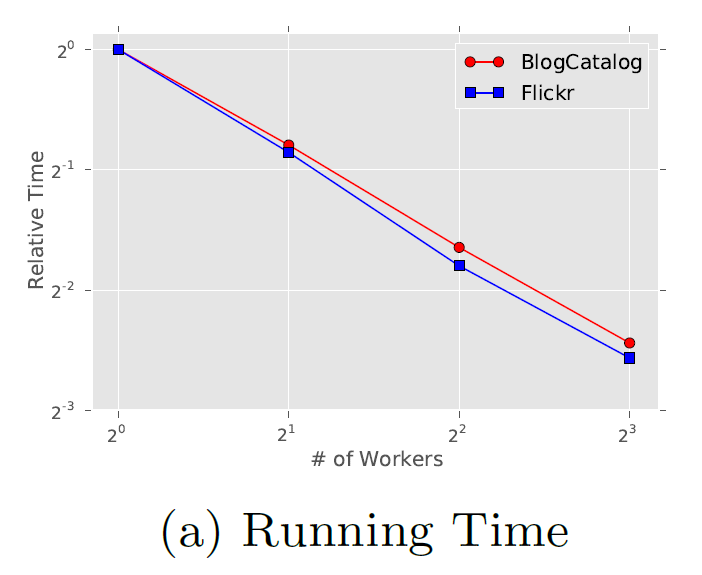 BlogCatalog
Flickr
Relative Time
2^0
2^-1
2^-2
2^-3
2^0 2^1 2^2 2^3
# of Workers
(a) Running Time